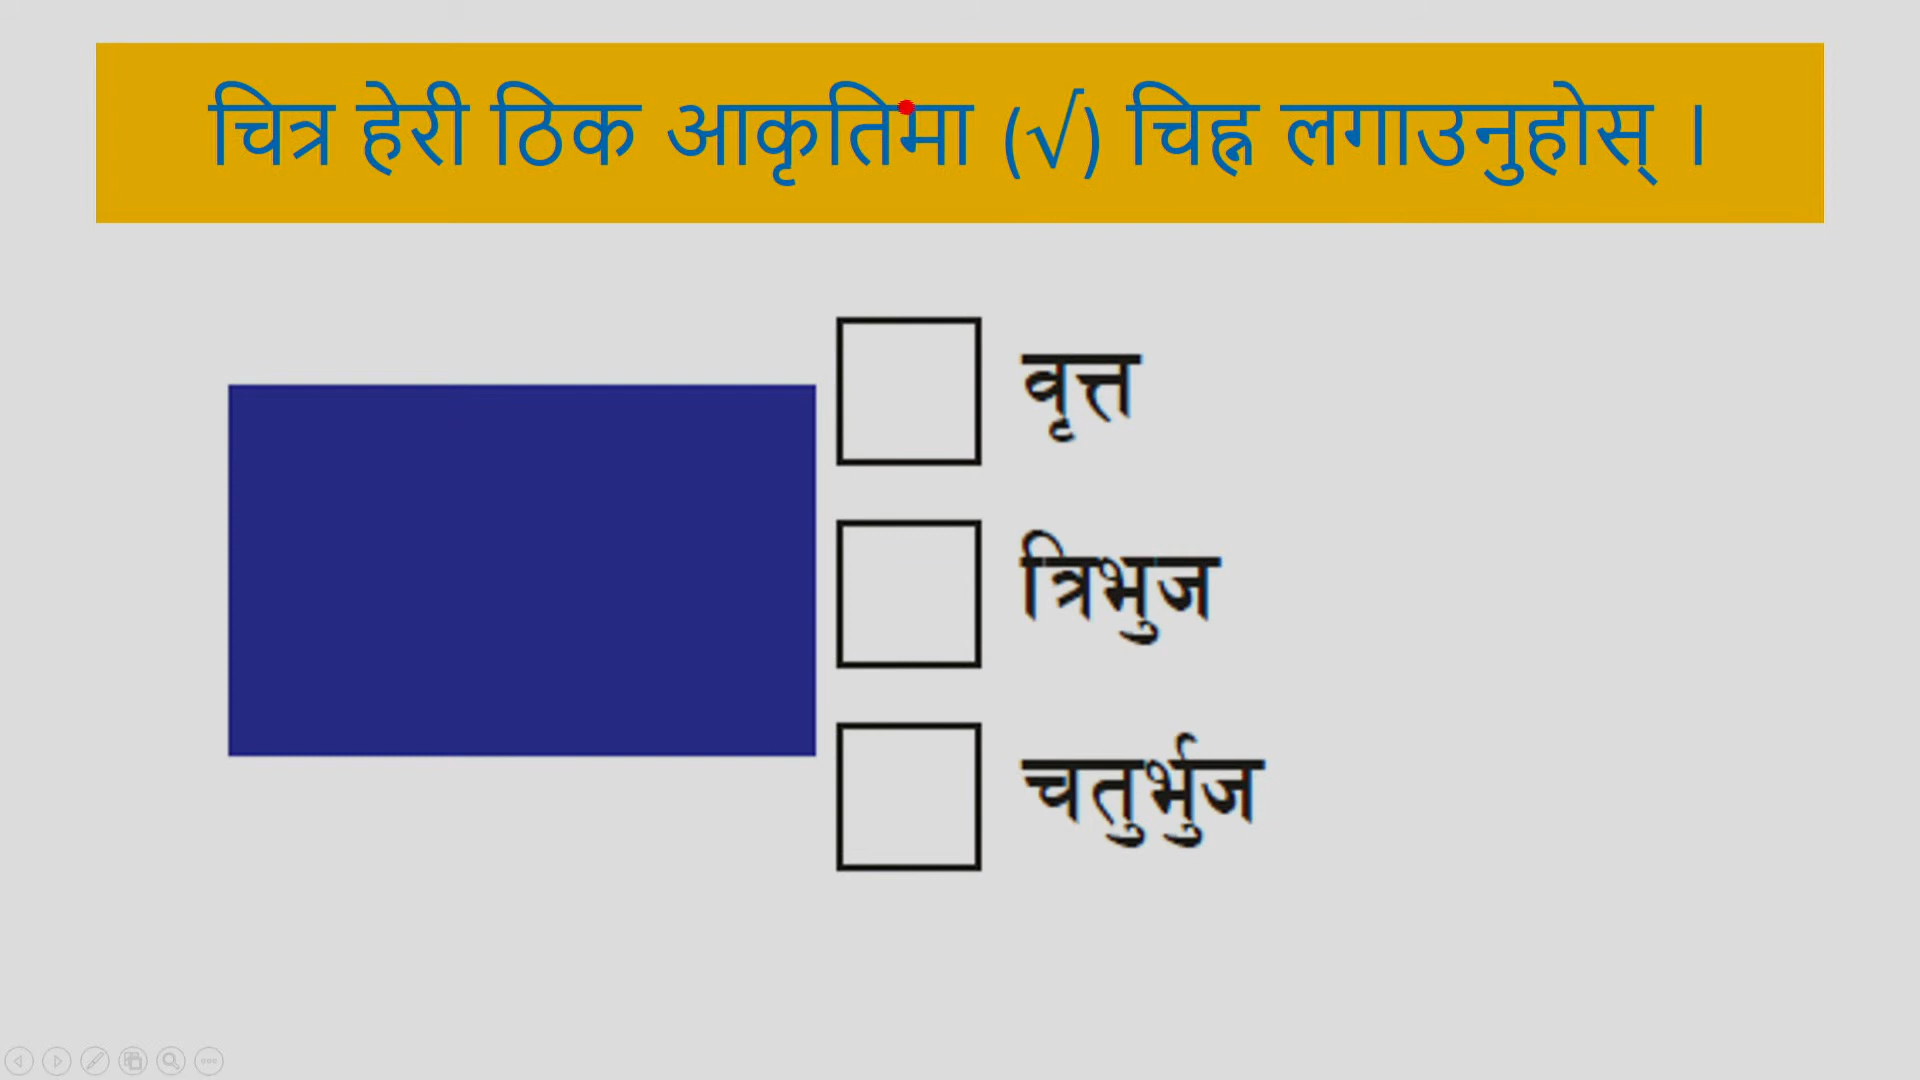 चित्र हेरी ठिक आकृतिमा (√) चिह्न लगाउनुहोस् ।
वृत्त
त्रिभुज
चतुर्भुज